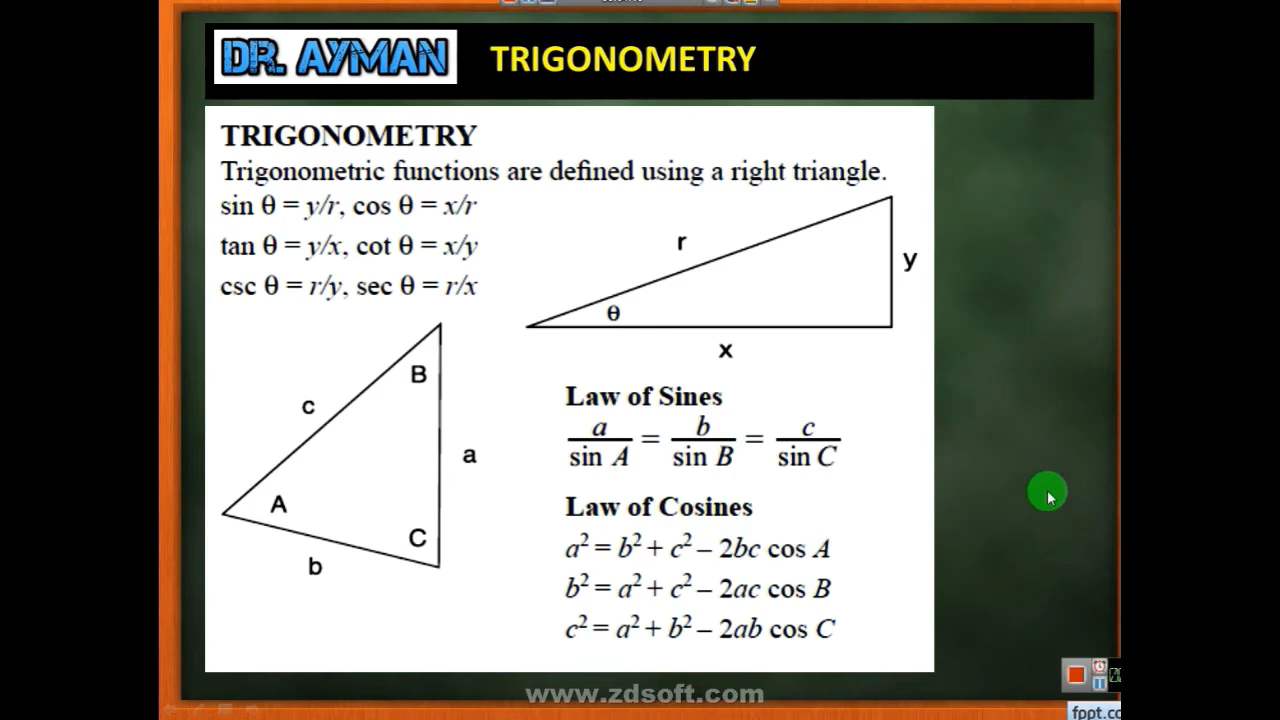 DR. AYMAN
TRIGONOMETRY
TRIGONOMETRY
Trigonometric functions are defined using a right triangle.
sin θ = y/r, cos θ = x/r
tan θ = y/x, cot θ = x/y
csc θ = r/y, sec θ = r/x
r
y
θ
x
B
c
a
A
C
b
Law of Sines
a/sin A = b/sin B = c/sin C
Law of Cosines
a² = b² + c² – 2bc cos A
b² = a² + c² – 2ac cos B
c² = a² + b² – 2ab cos C
www.zdsoft.com